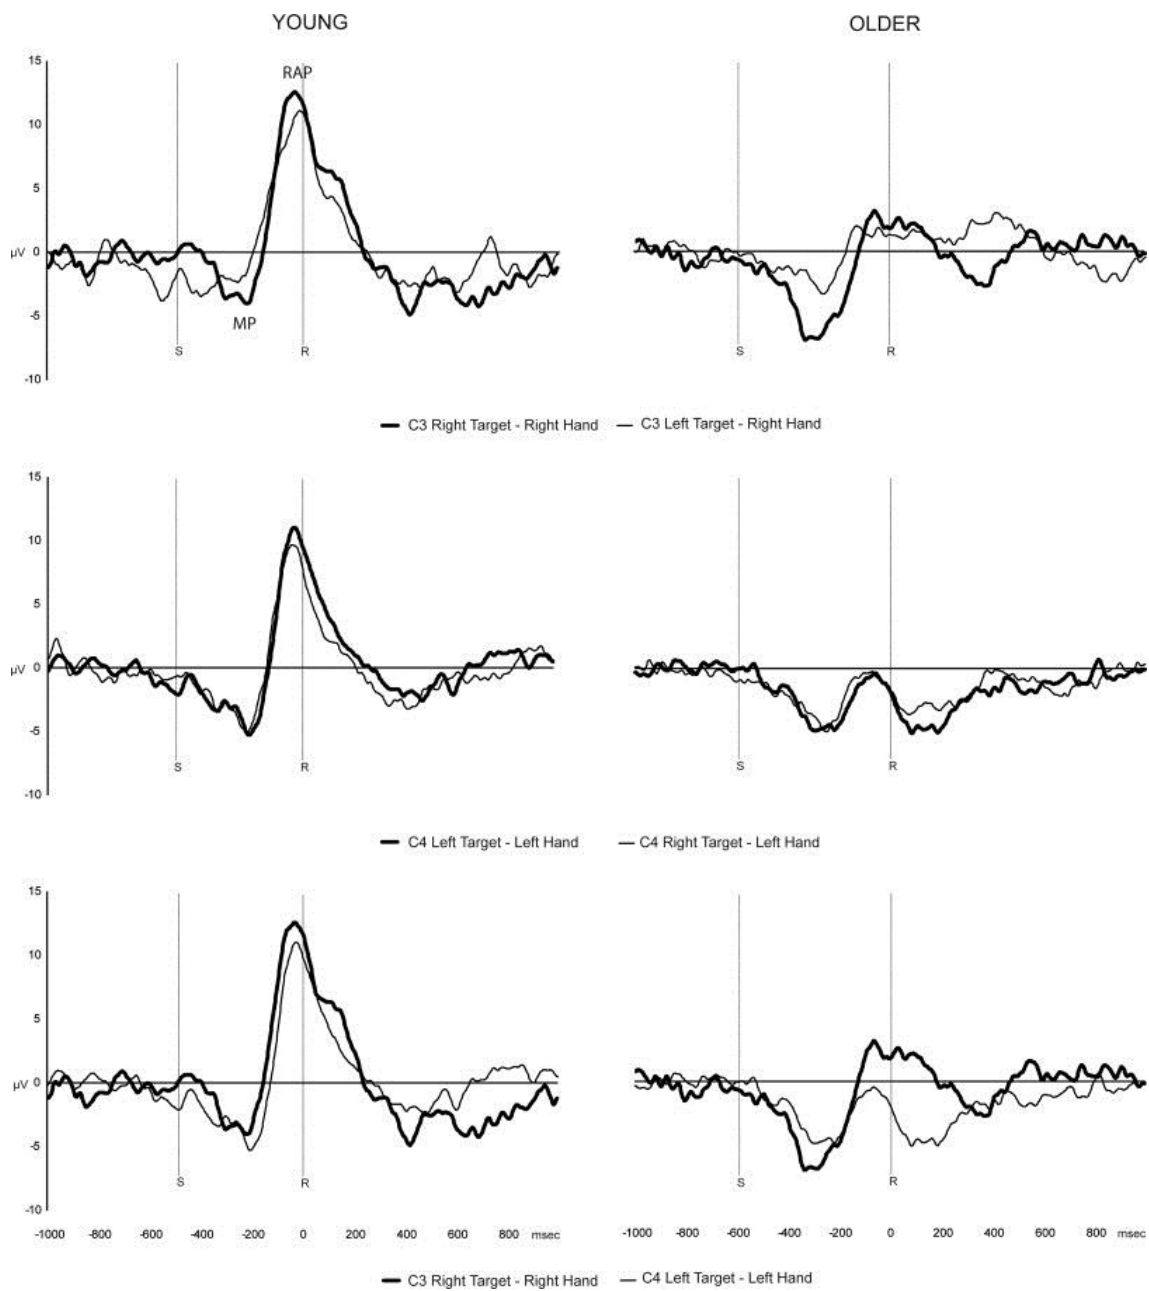 YOUNG OLDER
15
RAP
10
5
µV 0
MP
-5
S R S R
-10
C3 Right Target - Right Hand C3 Left Target - Right Hand
15
10
5
µV 0
-5
S R S R
-10
C4 Left Target - Left Hand C4 Right Target - Left Hand
15
10
5
µV 0
-5
S R S R
-10
-1000 -800 -600 -400 -200 0 200 400 600 800 msec -1000 -800 -600 -400 -200 0 200 400 600 800 msec
C3 Right Target - Right Hand C4 Left Target - Left Hand